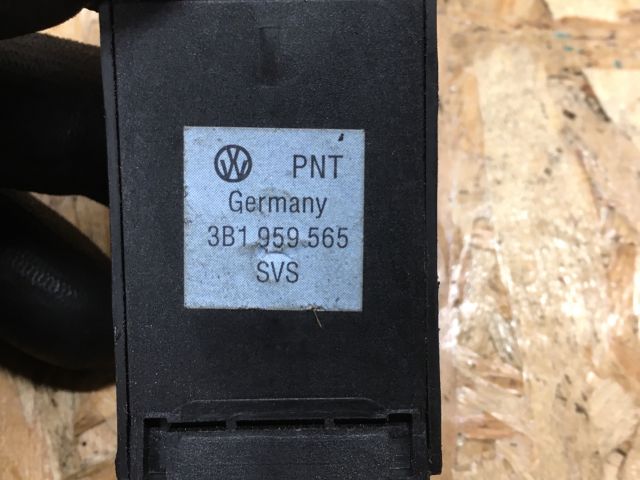 PNT
Germany
3B1 959 565
SVS